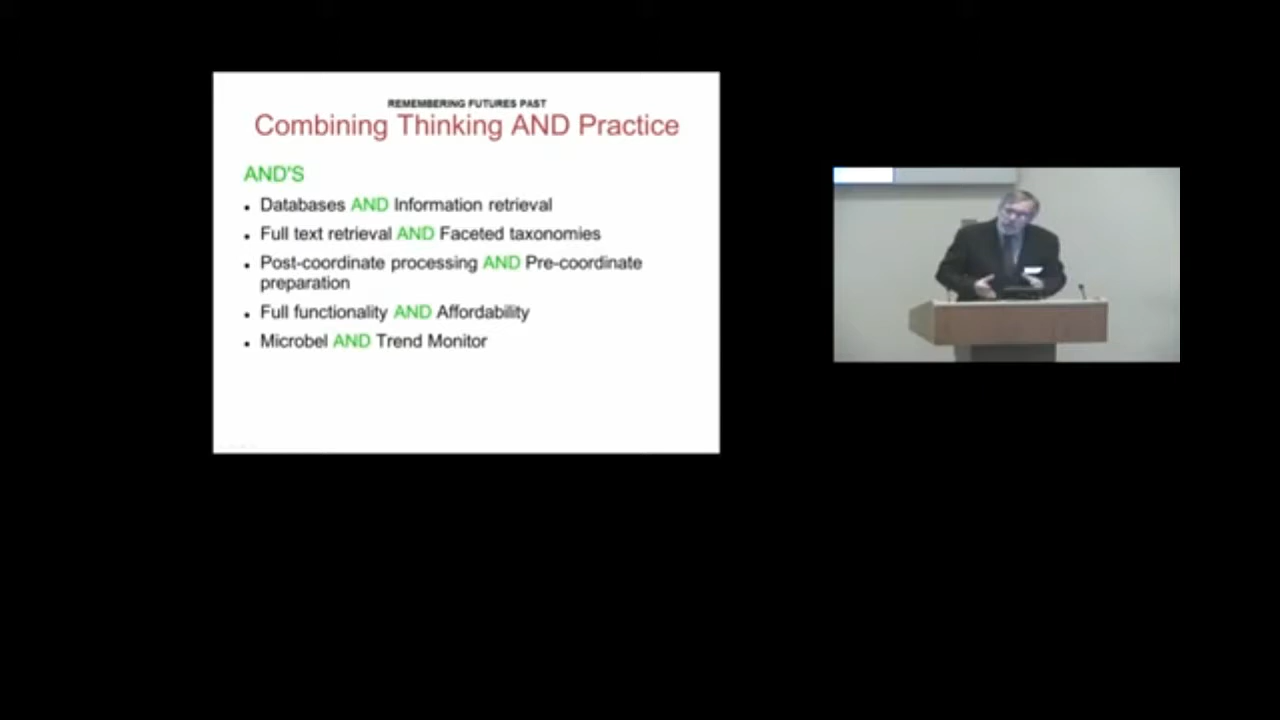 REMEMBERING FUTURES PAST
Combining Thinking AND Practice
AND'S
• Databases AND Information retrieval
• Full text retrieval AND Faceted taxonomies
• Post-coordinate processing AND Pre-coordinate
preparation
• Full functionality AND Affordability
• Microbel AND Trend Monitor